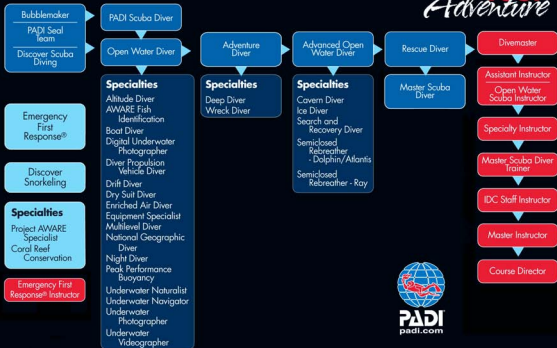 Adventure
Bubblemaker
PADI Seal
Team
Discover Scuba
Diving
PADI Scuba Diver
Open Water Diver
Adventure
Diver
Advanced Open
Water Diver
Rescue Diver
Divemaster
Master Scuba
Diver
Assistant Instructor
Open Water
Scuba Instructor
Specialty Instructor
Master Scuba Diver
Trainer
IDC Staff Instructor
Master Instructor
Course Director
Specialties
Altitude Diver
AWARE Fish
Identification
Boat Diver
Digital Underwater
Photographer
Diver Propulsion
Vehicle Diver
Drift Diver
Dry Suit Diver
Enriched Air Diver
Equipment Specialist
Multilevel Diver
National Geographic
Diver
Night Diver
Peak Performance
Buoyancy
Underwater Naturalist
Underwater Navigator
Underwater
Photographer
Underwater
Videographer
Specialties
Deep Diver
Wreck Diver
Specialties
Cavern Diver
Ice Diver
Search and
Recovery Diver
Semiclosed
Rebreather
- Dolphin/Atlantis
Semiclosed
Rebreather - Ray
Emergency
First
Response®
Discover
Snorkeling
Specialties
Project AWARE
Specialist
Coral Reef
Conservation
Emergency First
Response® Instructor
PADI
padi.com